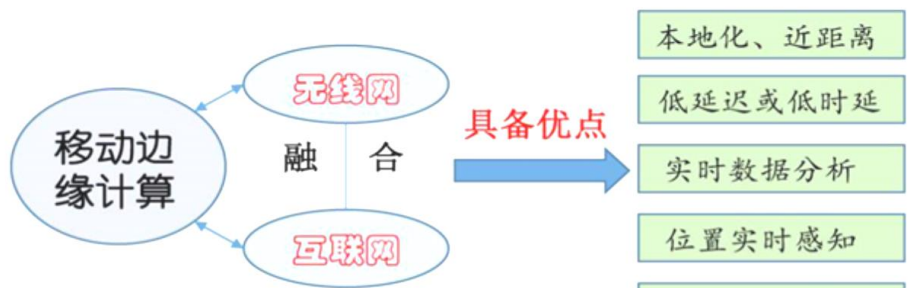 移动边
缘计算
无线网
融 合
互联网
具备优点
本地化、近距离
低延迟或低时延
实时数据分析
位置实时感知